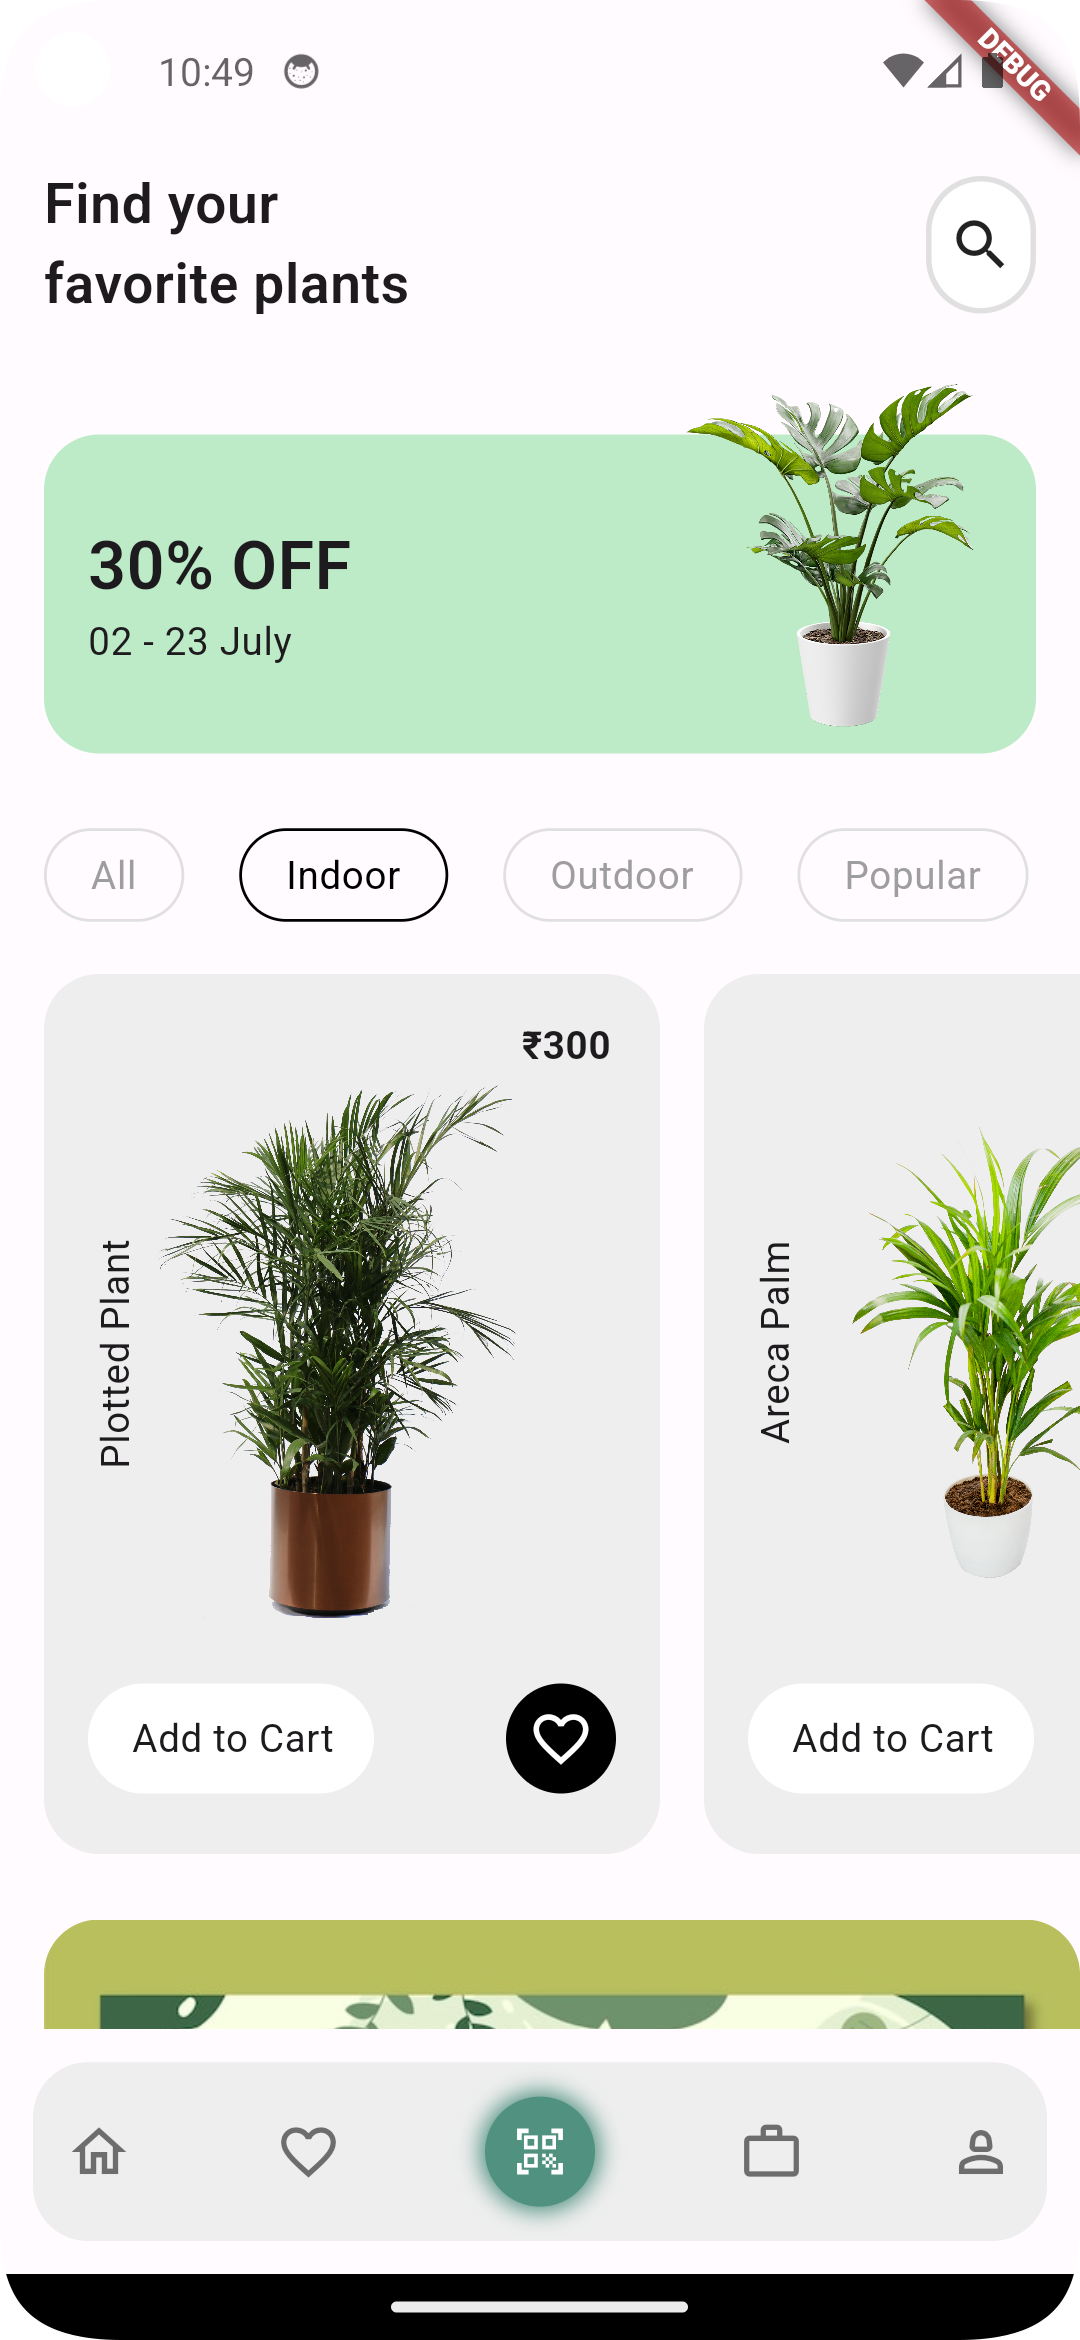 10:49
DEBUG
Find your
favorite plants
30% OFF
02 - 23 July
All
Indoor
Outdoor
Popular
₹300
Plotted Plant
Areca Palm
Add to Cart
Add to Cart